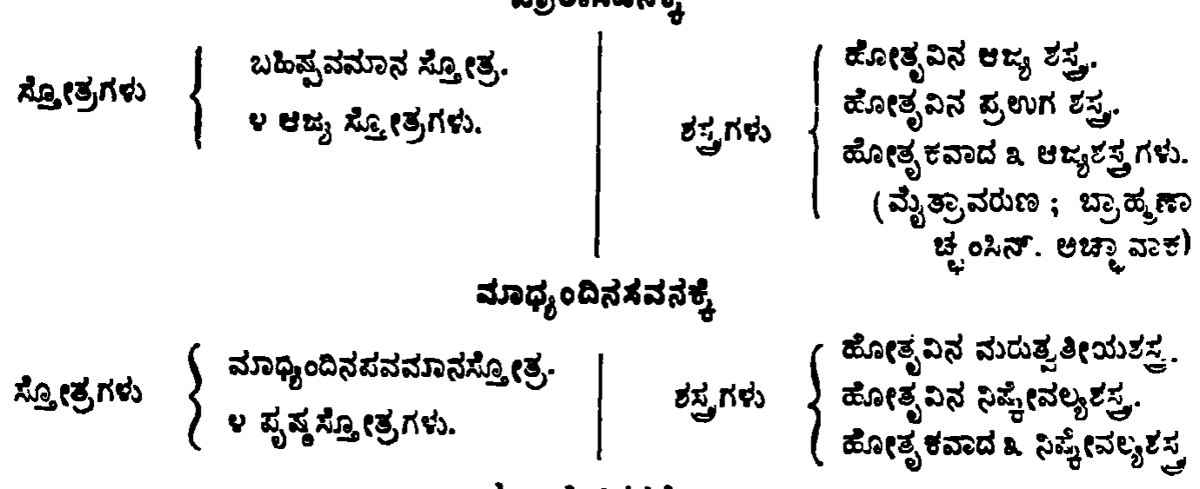 ಸ್ತೋತ್ರಗಳು
ಬಹಿಷ್ಪವಮಾನ ಸ್ತೋತ್ರ.
೪ ಆಜ್ಯ ಸ್ತೋತ್ರಗಳು.
ಶಸ್ತ್ರಗಳು
ಹೋತೃವಿನ ಆಜ್ಯ ಶಸ್ತ್ರ.
ಹೋತೃವಿನ ಪ್ರಉಗ ಶಸ್ತ್ರ.
ಹೋತೃಕವಾದ ೩ ಆಜ್ಯಶಸ್ತ್ರಗಳು.
(ಮೈತ್ರಾವರುಣ ; ಬ್ರಾಹ್ಮಣಾ
ಚ್ಛಂಸಿನ್. ಅಚ್ಛಾವಾಕ)
ಮಾಧ್ಯಂದಿನಸವನಕ್ಕೆ
ಸ್ತೋತ್ರಗಳು
ಮಾಧ್ಯಂದಿನಪವಮಾನಸ್ತೋತ್ರ.
೪ ಪೃಷ್ಠಸ್ತೋತ್ರಗಳು.
ಶಸ್ತ್ರಗಳು
ಹೋತೃವಿನ ಮರುತ್ವತೀಯಶಸ್ತ್ರ.
ಹೋತೃವಿನ ನಿಷ್ಕೇವಲ್ಯಶಸ್ತ್ರ.
ಹೋತೃಕವಾದ ೩ ನಿಷ್ಕೇವಲ್ಯಶಸ್ತ್ರ